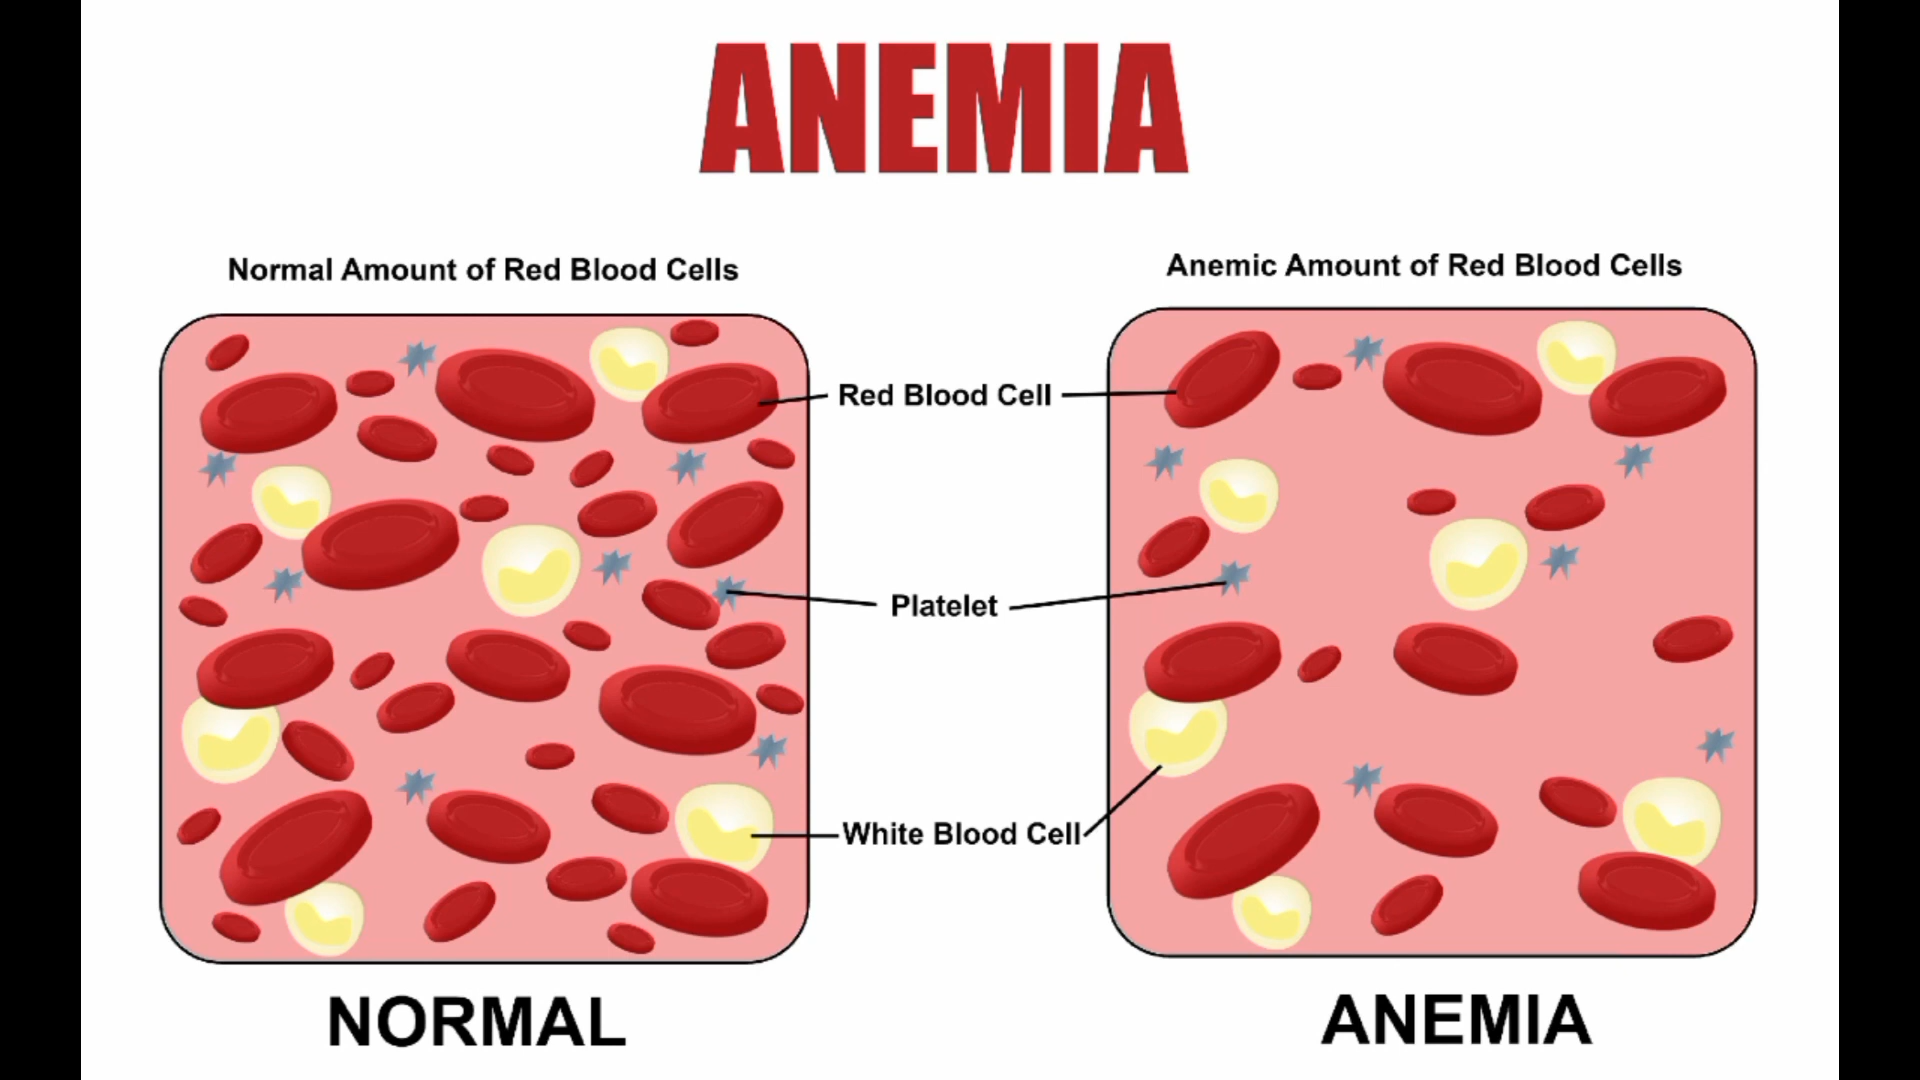 ANEMIA
Normal Amount of Red Blood Cells
Anemic Amount of Red Blood Cells
Red Blood Cell
Platelet
White Blood Cell
NORMAL
ANEMIA